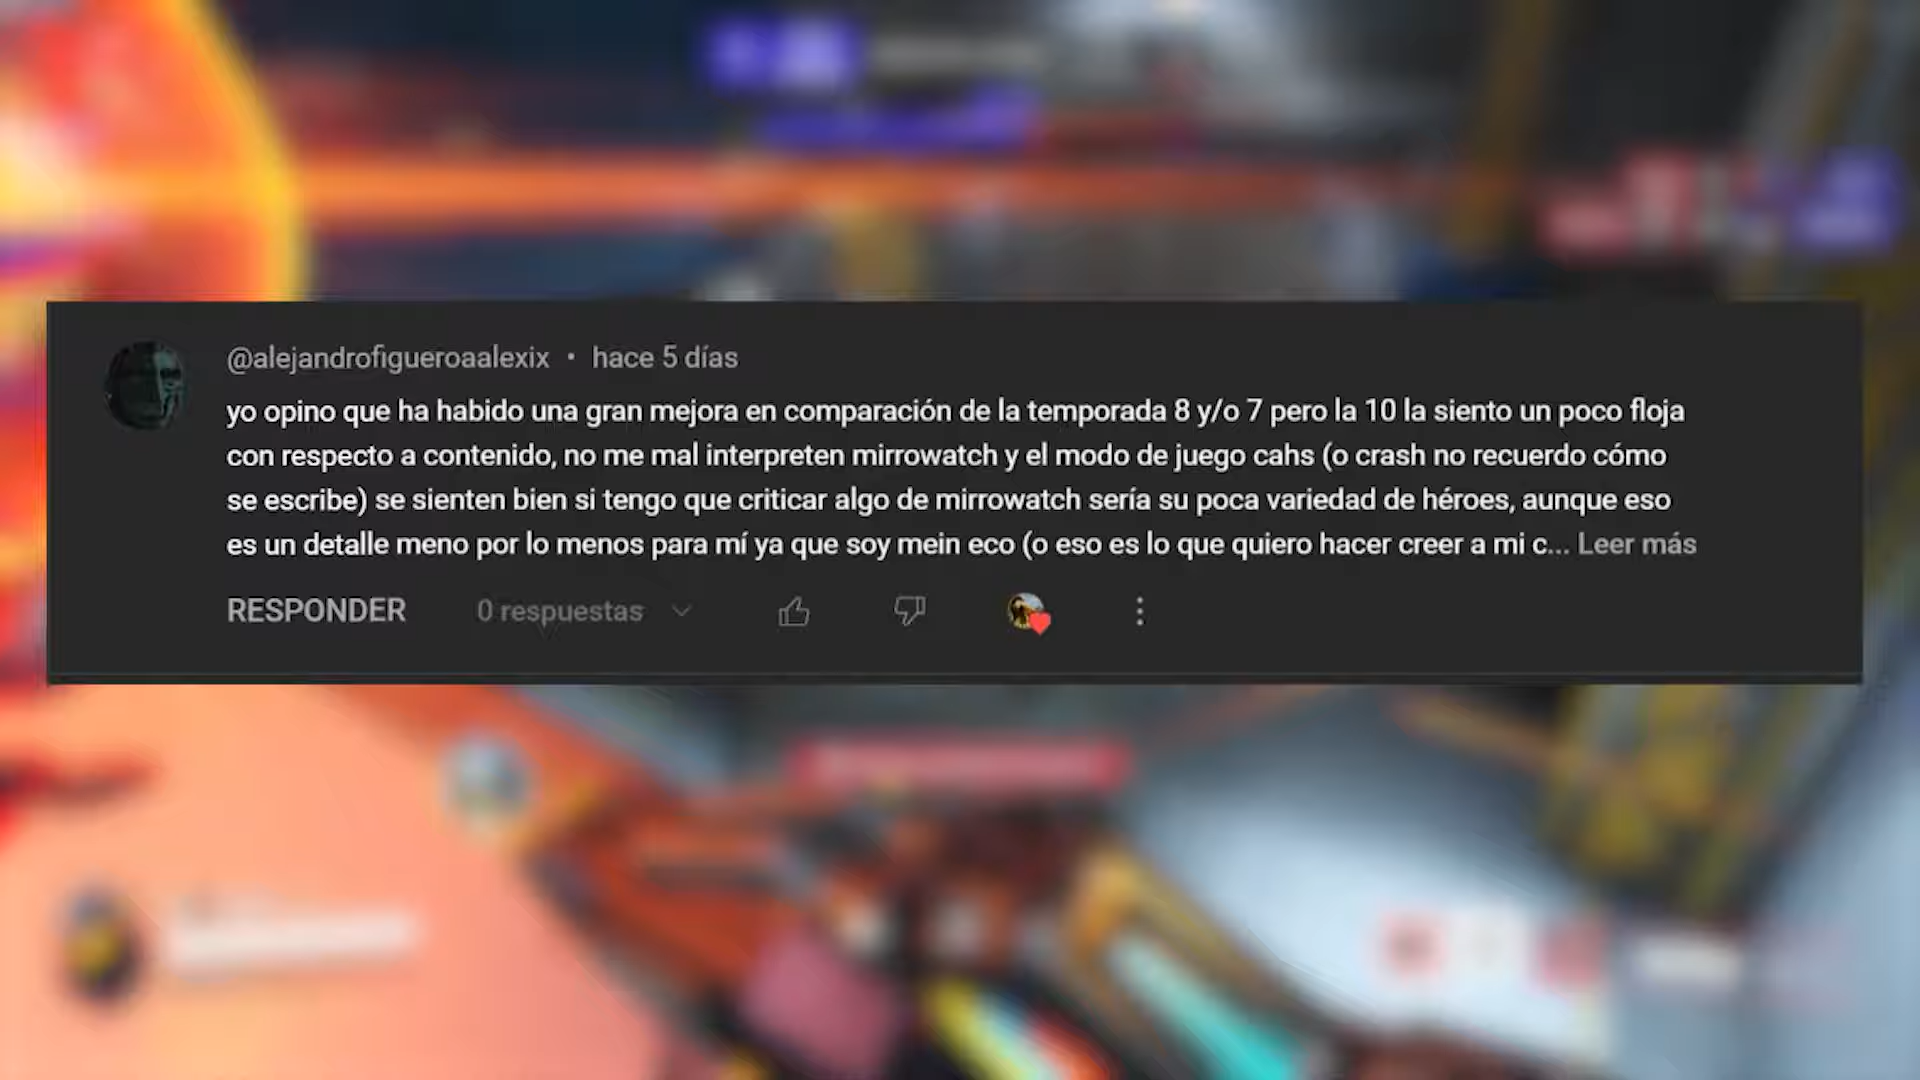 @alejandrofigueroaalexix • hace 5 días
yo opino que ha habido una gran mejora en comparación de la temporada 8 y/o 7 pero la 10 la siento un poco floja
con respecto a contenido, no me mal interpreten mirrowatch y el modo de juego cahs (o crash no recuerdo cómo
se escribe) se sienten bien si tengo que criticar algo de mirrowatch sería su poca variedad de héroes, aunque eso
es un detalle meno por lo menos para mí ya que soy mein eco (o eso es lo que quiero hacer creer a mi c... Leer más
RESPONDER 0 respuestas